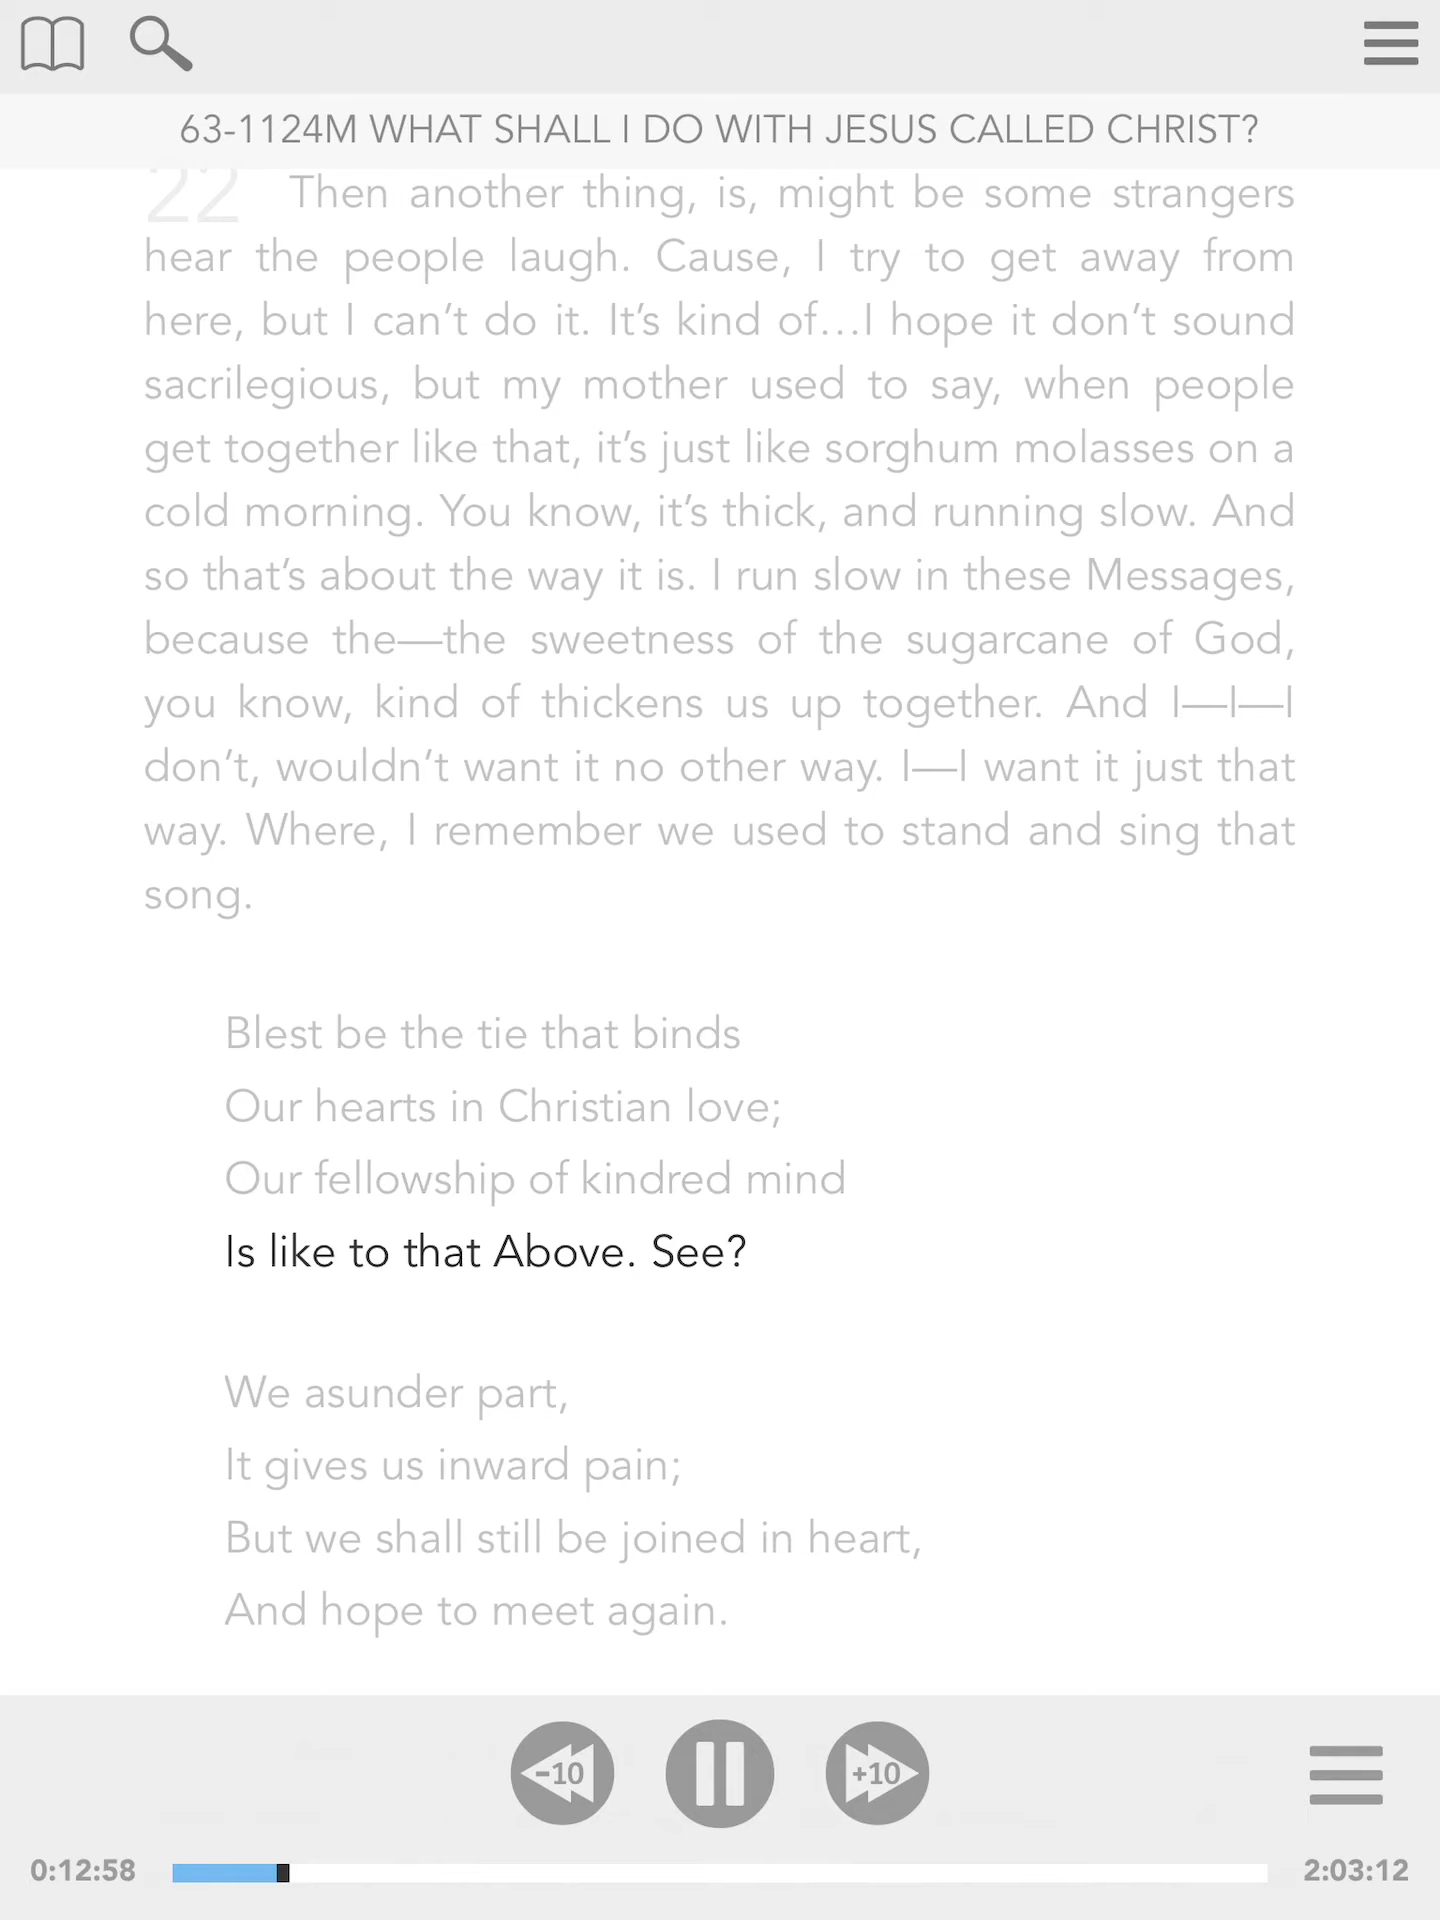 63-1124M WHAT SHALL I DO WITH JESUS CALLED CHRIST?
22 Then another thing, is, might be some strangers
hear the people laugh. Cause, I try to get away from
here, but I can’t do it. It’s kind of…I hope it don’t sound
sacrilegious, but my mother used to say, when people
get together like that, it’s just like sorghum molasses on a
cold morning. You know, it’s thick, and running slow. And
so that’s about the way it is. I run slow in these Messages,
because the—the sweetness of the sugarcane of God,
you know, kind of thickens us up together. And I—I—I
don’t, wouldn’t want it no other way. I—I want it just that
way. Where, I remember we used to stand and sing that
song.
Blest be the tie that binds
Our hearts in Christian love;
Our fellowship of kindred mind
Is like to that Above. See?
We asunder part,
It gives us inward pain;
But we shall still be joined in heart,
And hope to meet again.
-10 +10
0:12:58 2:03:12